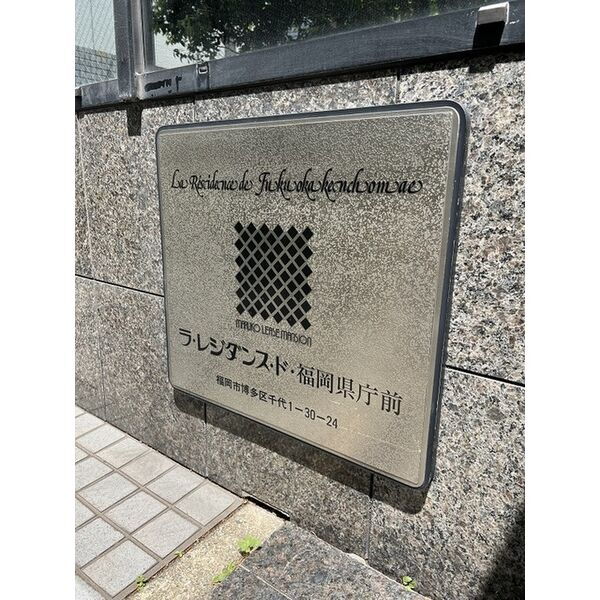 La Résidence de Fukuokakenchomae
MARUKO LEASE MANSION
ラ・レジダンス・ド・福岡県庁前
福岡市博多区千代1-30-24